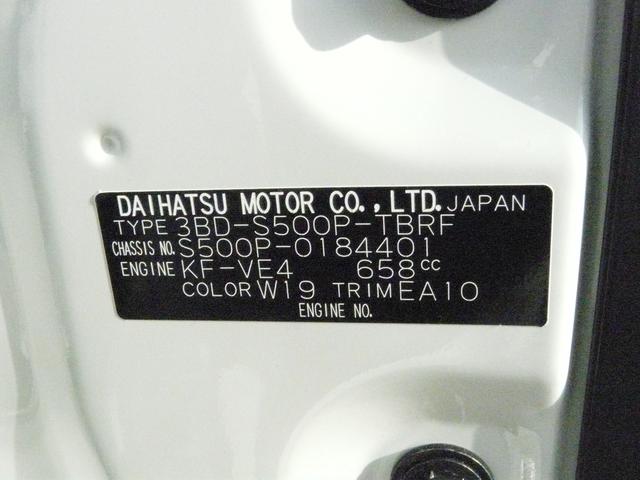 DAIHATSU MOTOR CO.,LTD. JAPAN
TYPE 3BD-S500P-TBRF
CHASSIS NO. S500P-0184401
ENGINE KF-VE4 658cc
COLOR W19 TRIM EA10
ENGINE NO.